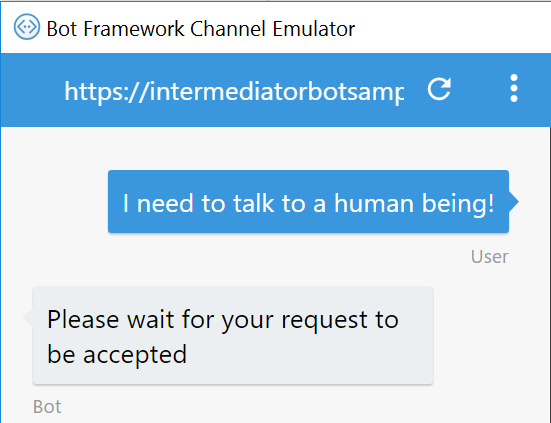 Bot Framework Channel Emulator
https://intermediatorbotsamp
I need to talk to a human being!
User
Please wait for your request to
be accepted
Bot